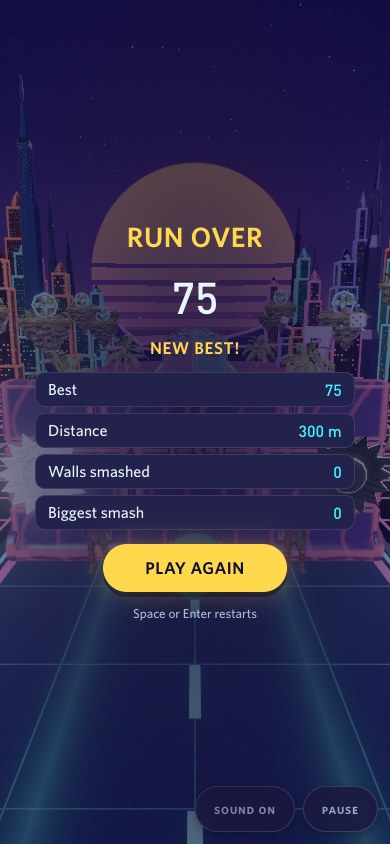 RUN OVER
75
NEW BEST!
Best 75
Distance 300 m
Walls smashed 0
Biggest smash 0
PLAY AGAIN
Space or Enter restarts
SOUND ON PAUSE